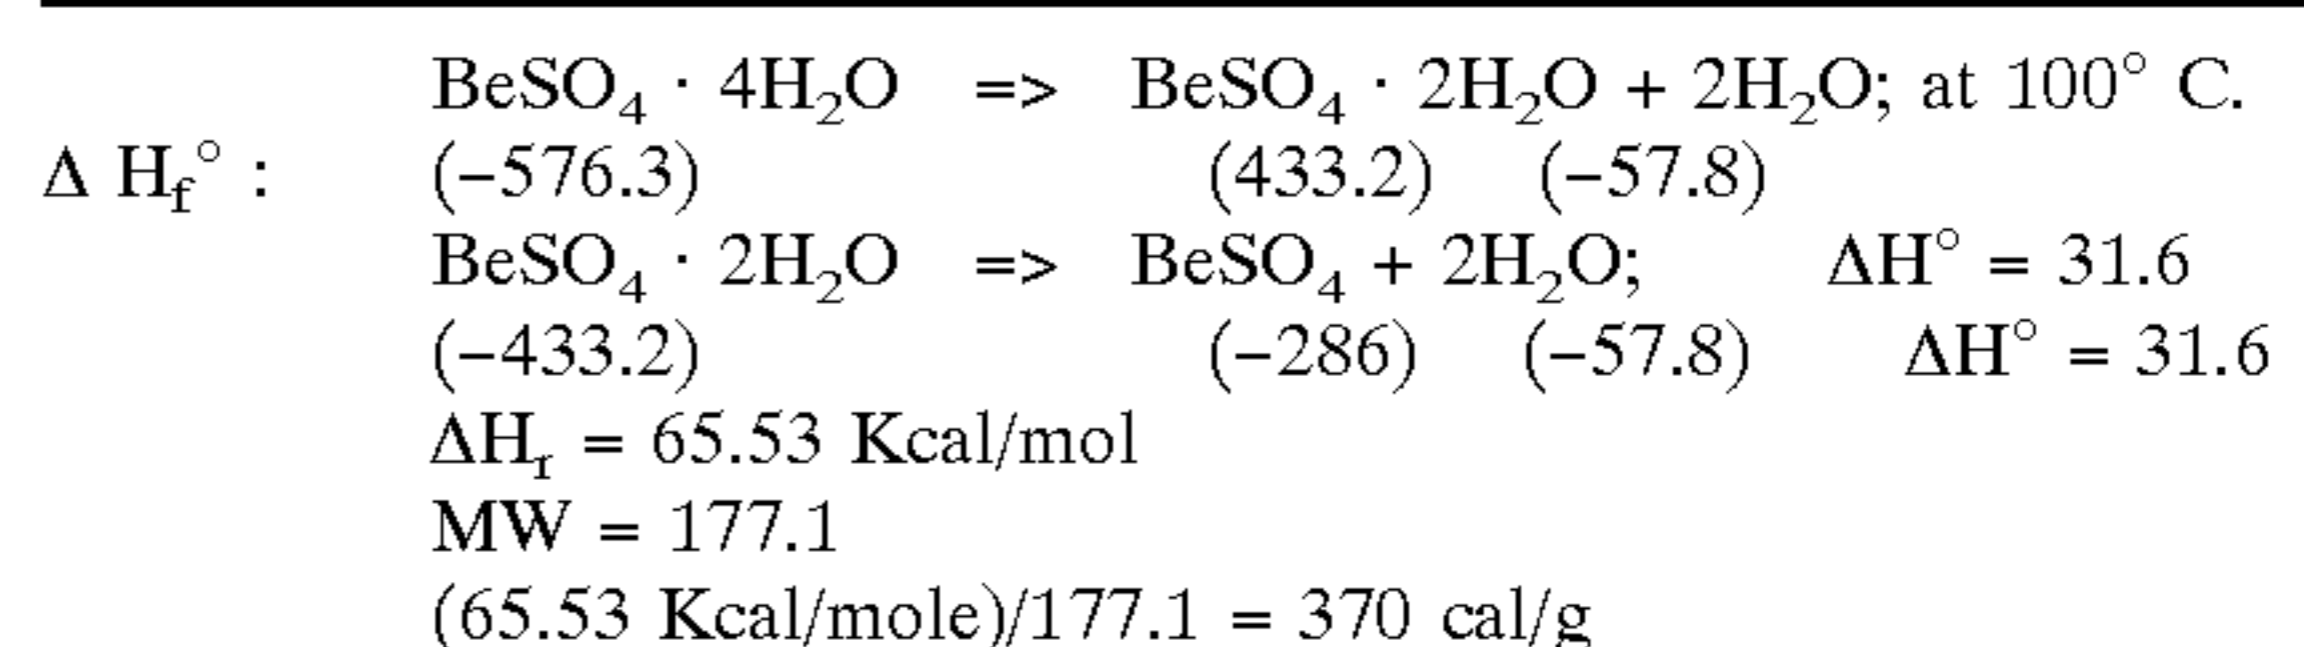 BeSO₄ · 4H₂O => BeSO₄ · 2H₂O + 2H₂O; at 100° C.
Δ H_f° : (−576.3) (433.2) (−57.8)
BeSO₄ · 2H₂O => BeSO₄ + 2H₂O; ΔH° = 31.6
(−433.2) (−286) (−57.8) ΔH° = 31.6
ΔHᵣ = 65.53 Kcal/mol
MW = 177.1
(65.53 Kcal/mole)/177.1 = 370 cal/g